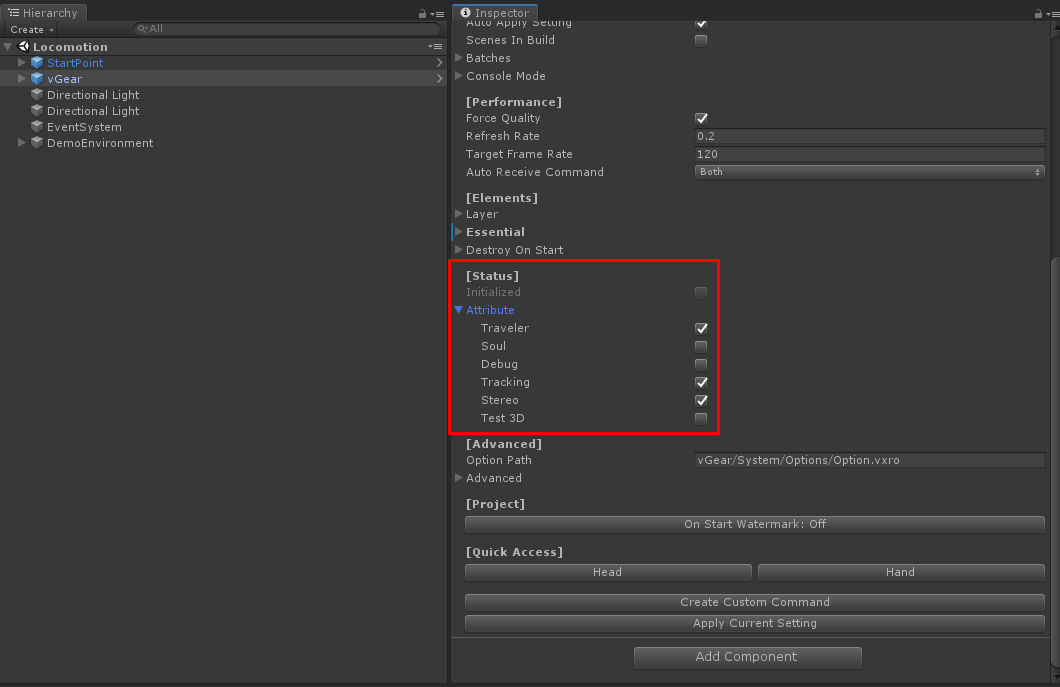 Hierarchy
Create
All
Locomotion
StartPoint
vGear
Directional Light
Directional Light
EventSystem
DemoEnvironment
Inspector
Auto Apply Setting
Scenes In Build
Batches
Console Mode
[Performance]
Force Quality
Refresh Rate 0.2
Target Frame Rate 120
Auto Receive Command Both
[Elements]
Layer
Essential
Destroy On Start
[Status]
Initialized
Attribute
Traveler
Soul
Debug
Tracking
Stereo
Test 3D
[Advanced]
Option Path vGear/System/Options/Option.vxro
Advanced
[Project]
On Start Watermark: Off
[Quick Access]
Head Hand
Create Custom Command
Apply Current Setting
Add Component